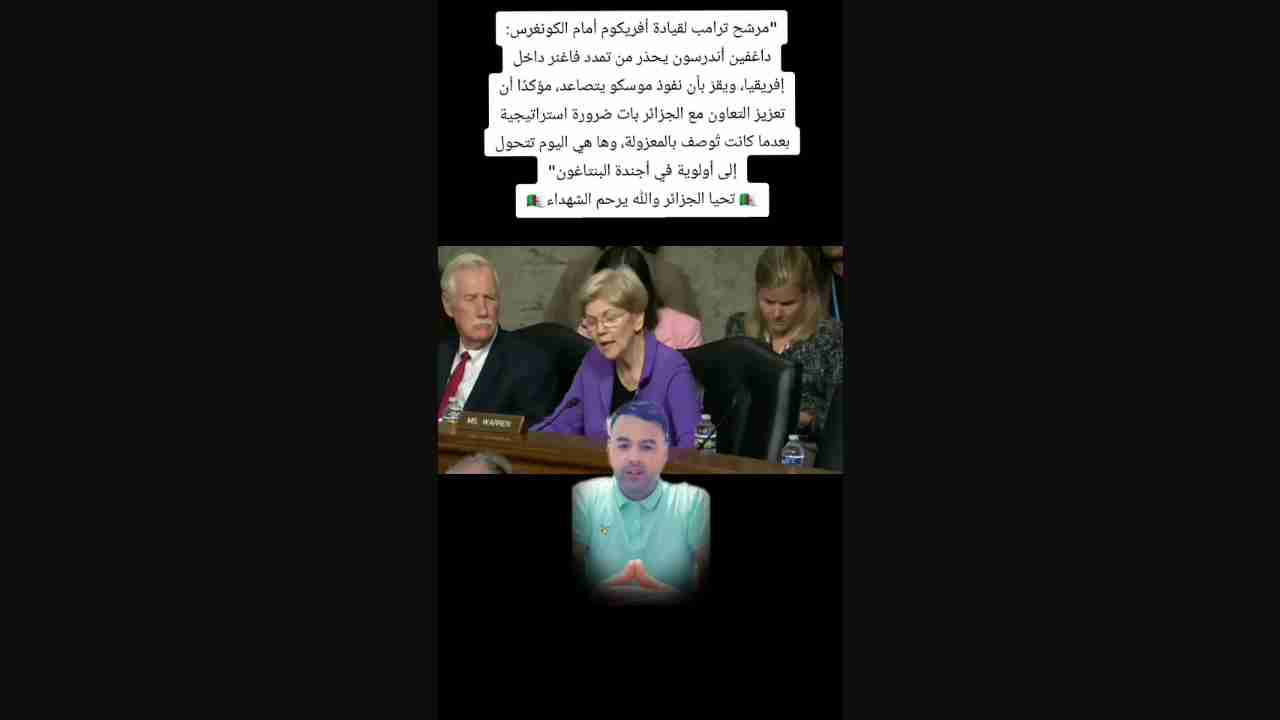 "مرشح ترامب لقيادة أفريكوم أمام الكونغرس:
داغفين أندرسون يحذر من تمدد فاغنر داخل
إفريقيا، ويقرّ بأن نفوذ موسكو يتصاعد، مؤكدًا أن
تعزيز التعاون مع الجزائر بات ضرورة استراتيجية
بعدما كانت تُوصف بالمعزولة، وها هي اليوم تتحول
إلى أولوية في أجندة البنتاغون"
🇩🇿 تحيا الجزائر والله يرحم الشهداء 🇩🇿
MS. WARREN